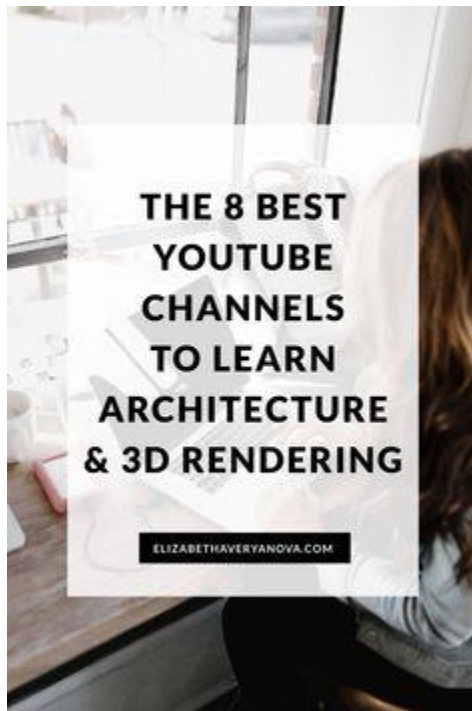 THE 8 BEST
YOUTUBE
CHANNELS
TO LEARN
ARCHITECTURE
& 3D RENDERING
ELIZABETHAVERYANOVA.COM